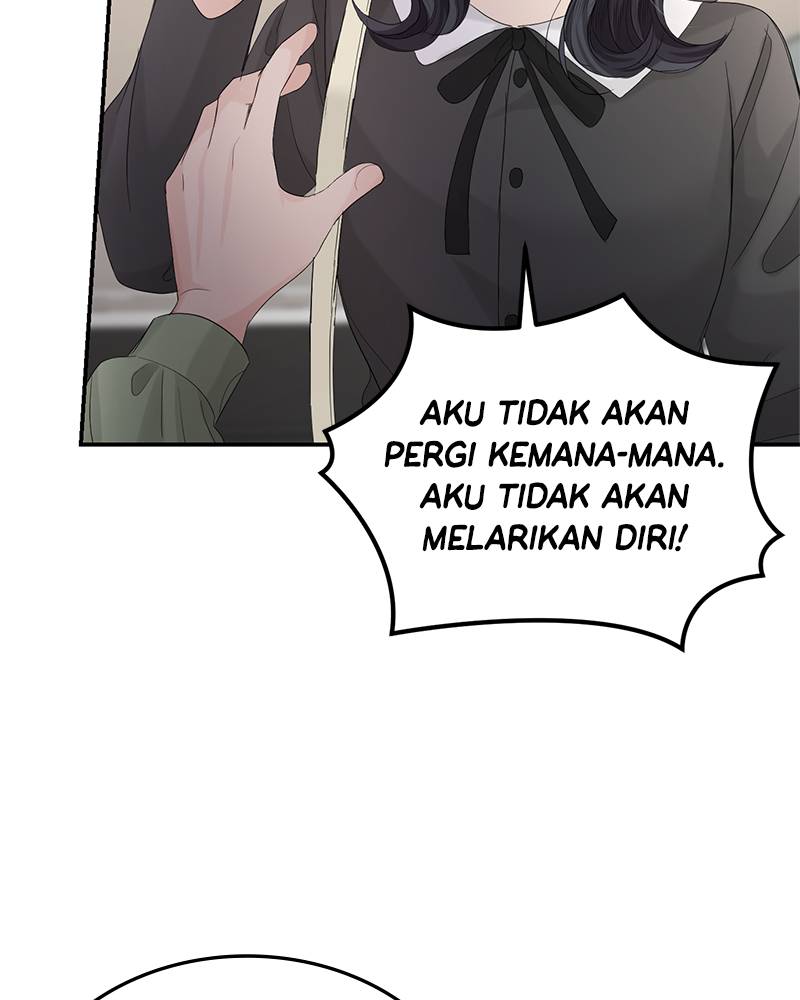 AKU TIDAK AKAN
PERGI KEMANA-MANA.
AKU TIDAK AKAN
MELARIKAN DIRI!